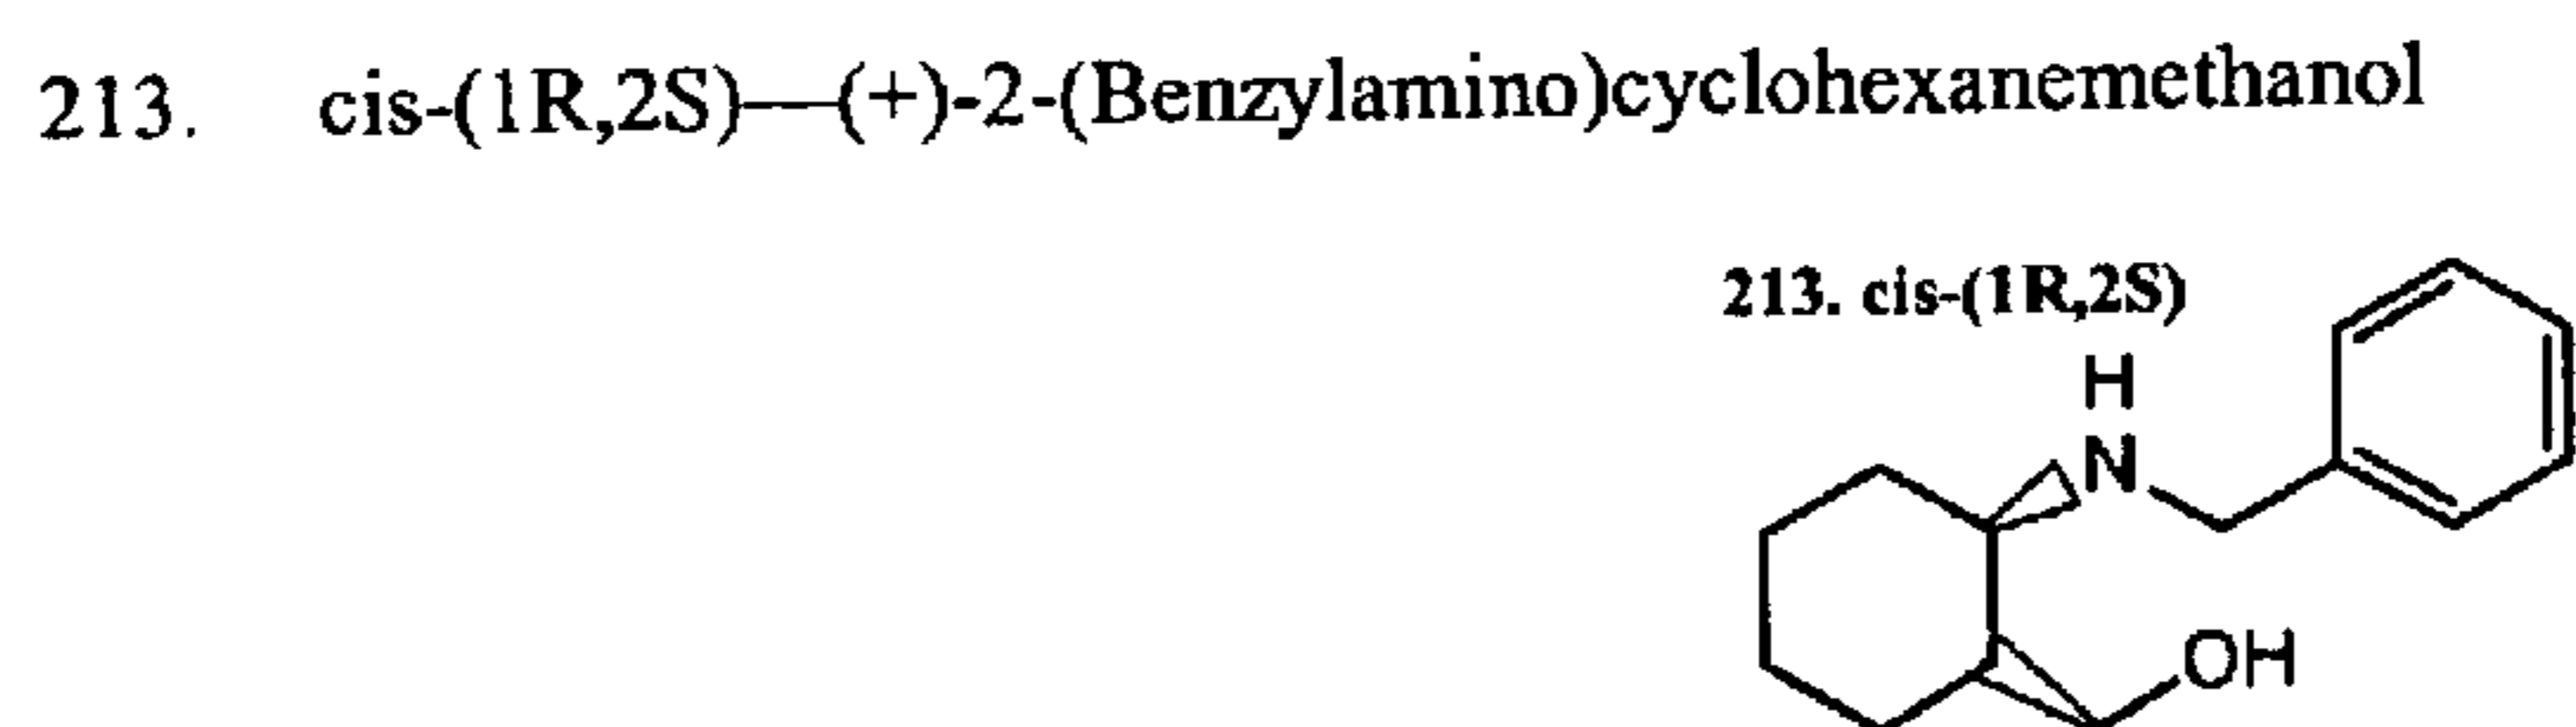 213. cis-(1R,2S)—(+)-2-(Benzylamino)cyclohexanemethanol
213. cis-(1R,2S)
H
N
OH